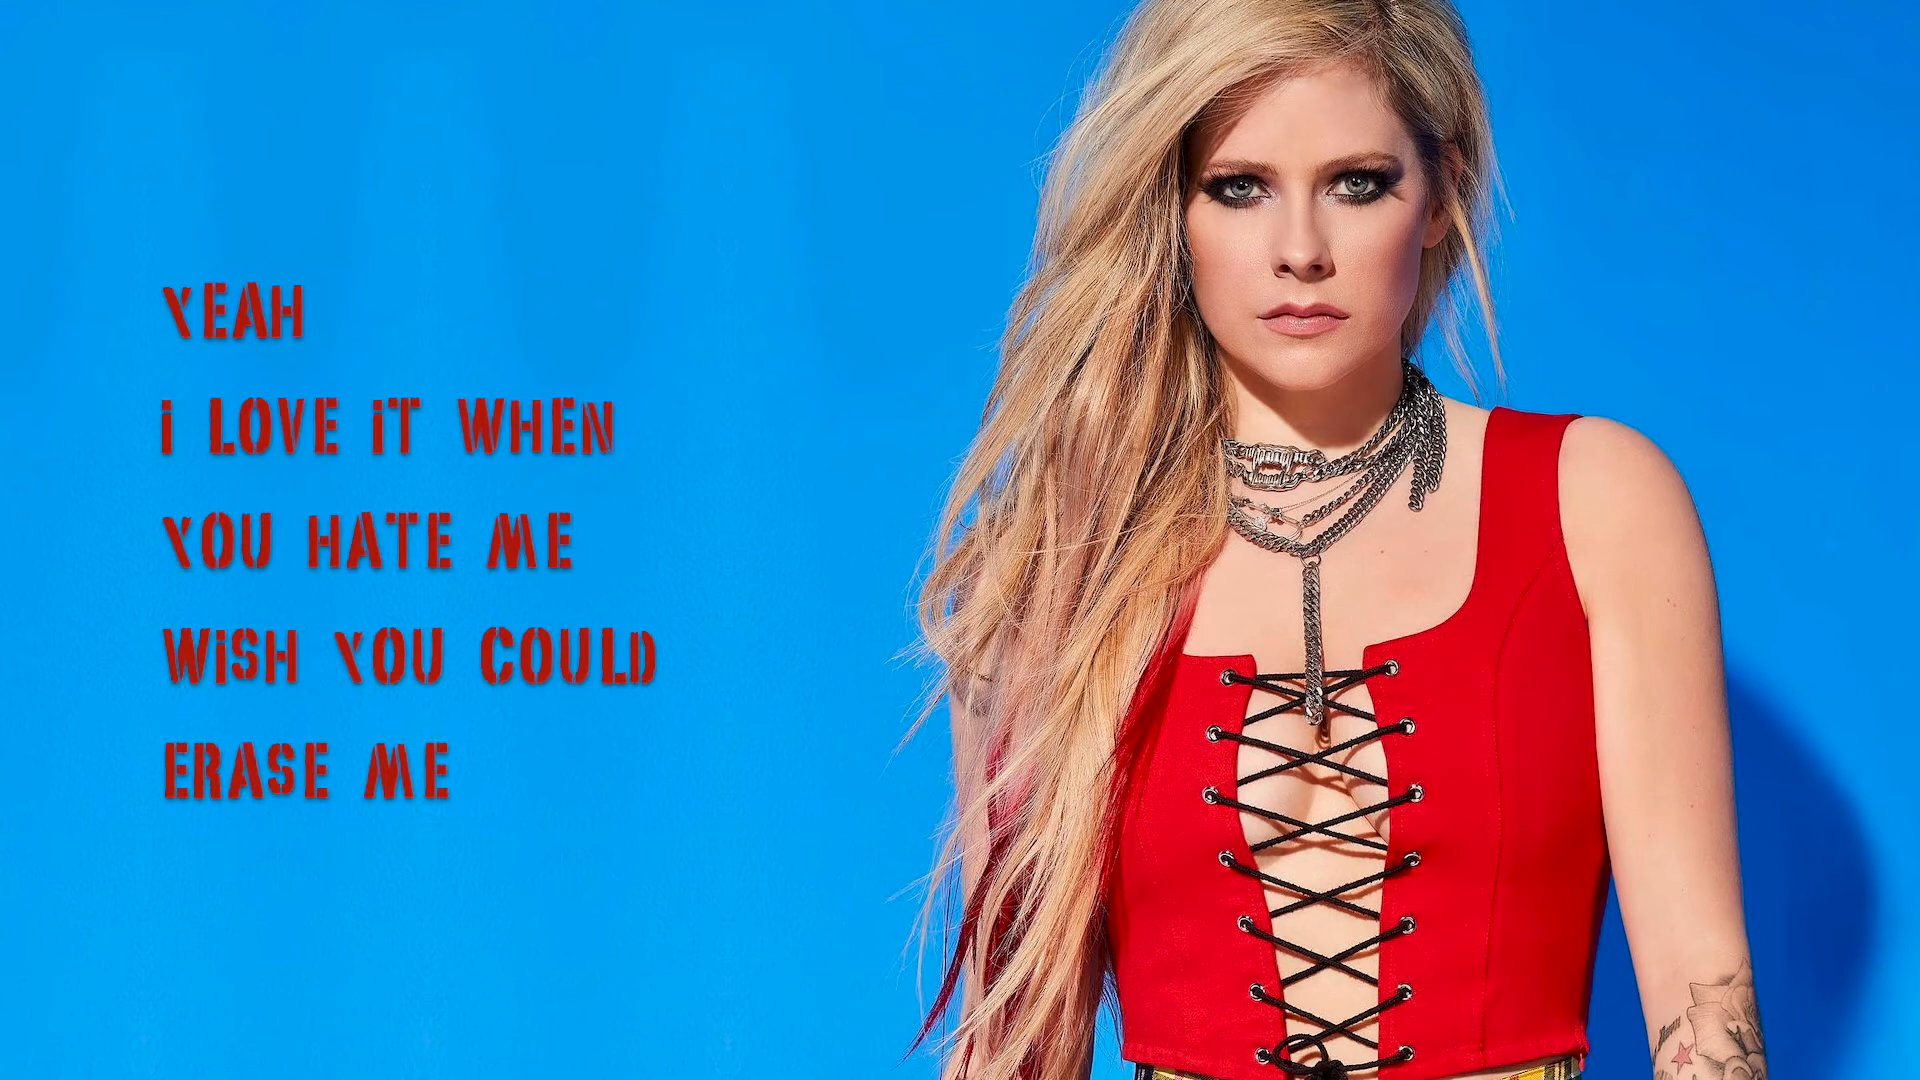 YEAH
i LOVE iT WHEN
YOU HATE ME
WiSH YOU COULD
ERASE ME